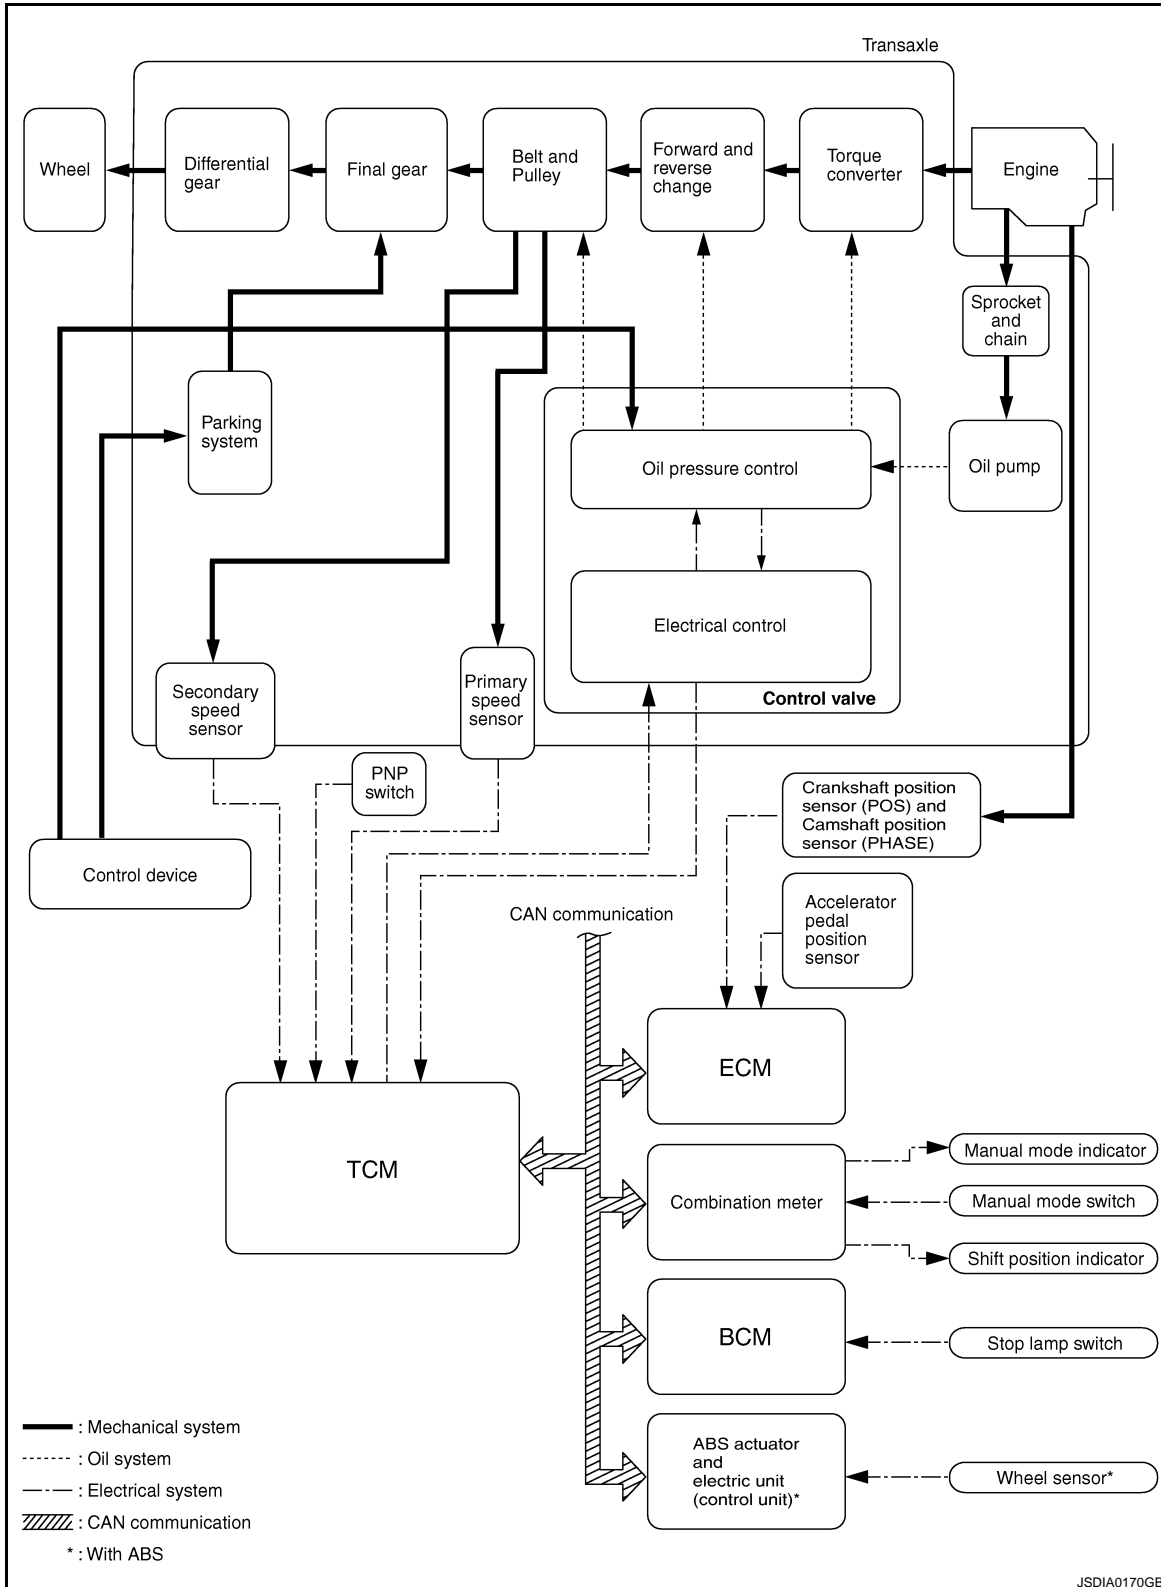 Transaxle
Wheel
Differential
gear
Final gear
Belt and
Pulley
Forward and
reverse
change
Torque
converter
Engine
Sprocket
and
chain
Parking
system
Oil pressure control
Oil pump
Electrical control
Control valve
Secondary
speed
sensor
Primary
speed
sensor
PNP
switch
Crankshaft position
sensor (POS) and
Camshaft position
sensor (PHASE)
Control device
Accelerator
pedal
position
sensor
CAN communication
ECM
TCM
Combination meter
Manual mode indicator
Manual mode switch
Shift position indicator
BCM
Stop lamp switch
ABS actuator
and
electric unit
(control unit)*
Wheel sensor*
: Mechanical system
: Oil system
: Electrical system
: CAN communication
* : With ABS
JSDIA0170GB